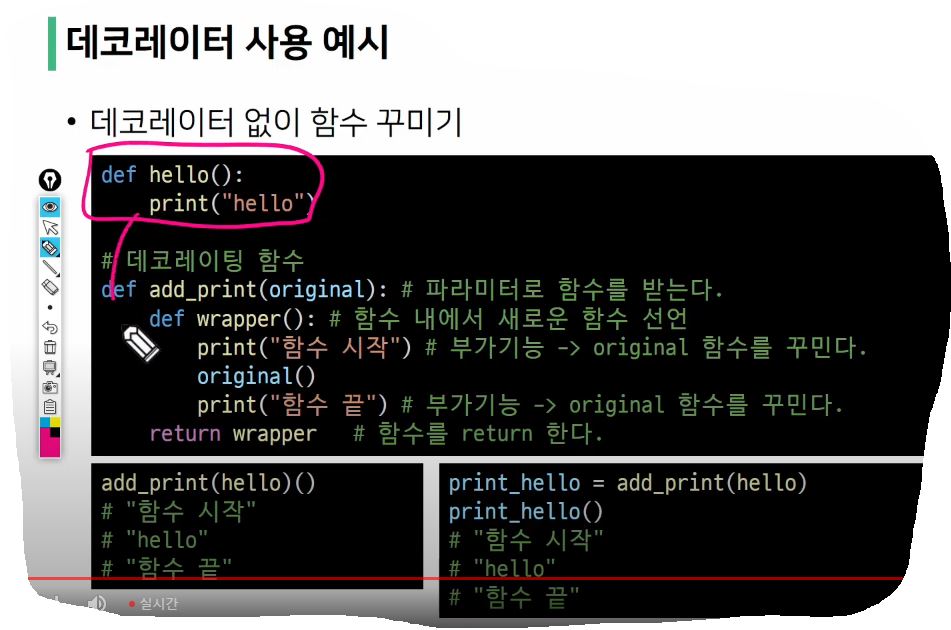 데코레이터 사용 예시
• 데코레이터 없이 함수 꾸미기
def hello():
    print("hello")
# 데코레이팅 함수
def add_print(original): # 파라미터로 함수를 받는다.
    def wrapper(): # 함수 내에서 새로운 함수 선언
        print("함수 시작") # 부가기능 -> original 함수를 꾸민다.
        original()
        print("함수 끝") # 부가기능 -> original 함수를 꾸민다.
    return wrapper   # 함수를 return 한다.
add_print(hello)()
# "함수 시작"
# "hello"
# "함수 끝"
print_hello = add_print(hello)
print_hello()
# "함수 시작"
# "hello"
# "함수 끝"
실시간